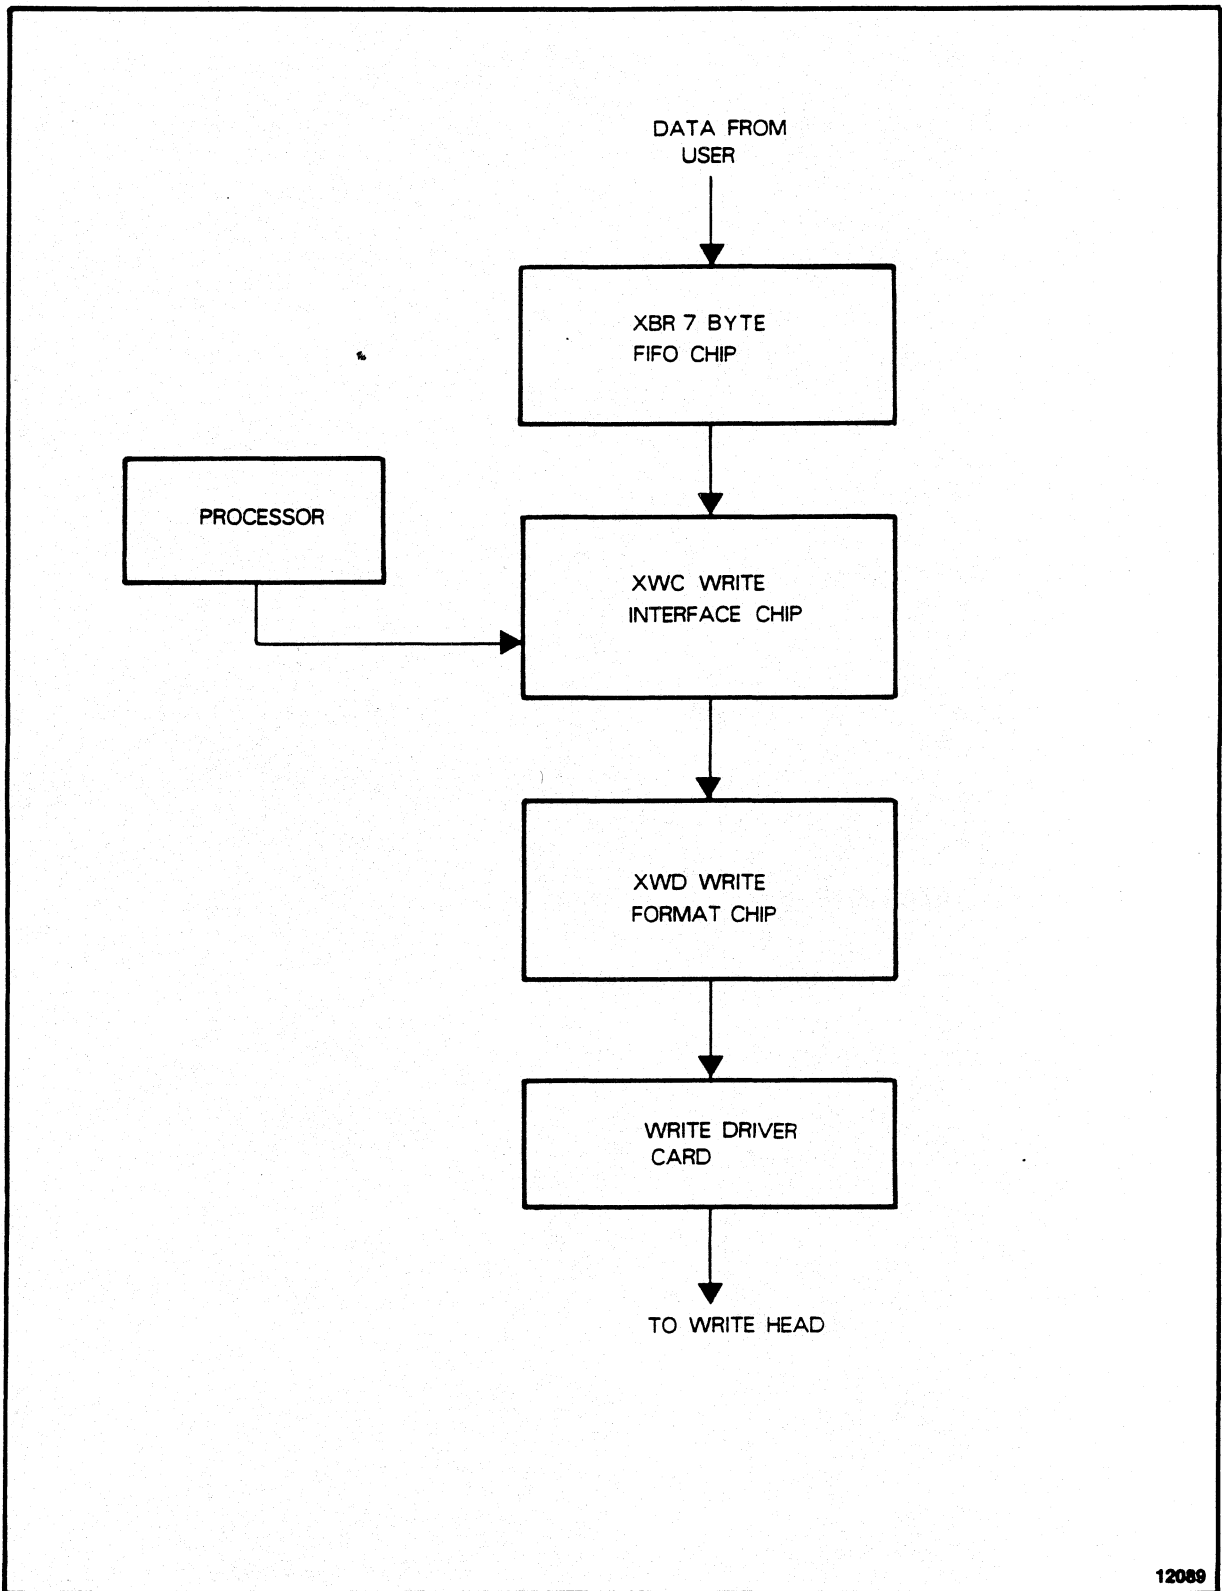 DATA FROM
USER
XBR 7 BYTE
FIFO CHIP
PROCESSOR
XWC WRITE
INTERFACE CHIP
XWD WRITE
FORMAT CHIP
WRITE DRIVER
CARD
TO WRITE HEAD
12089